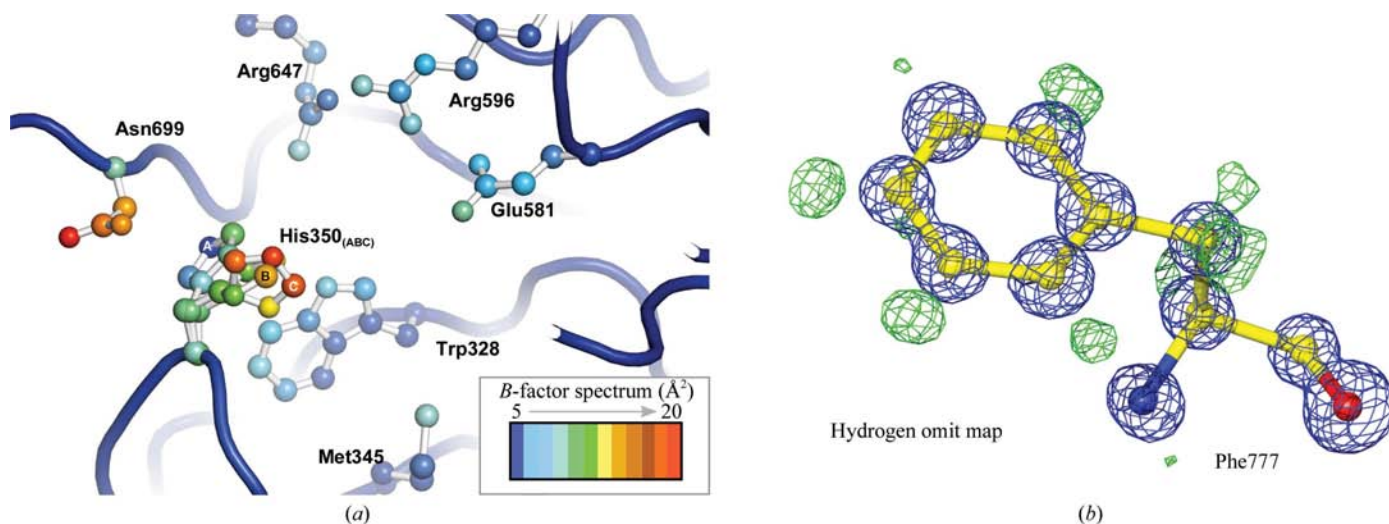 Arg647
Arg596
Asn699
Glu581
A
His350(ABC)
B
C
Trp328
B-factor spectrum (Å²)
5 20
Met345
(a)
Hydrogen omit map
Phe777
(b)